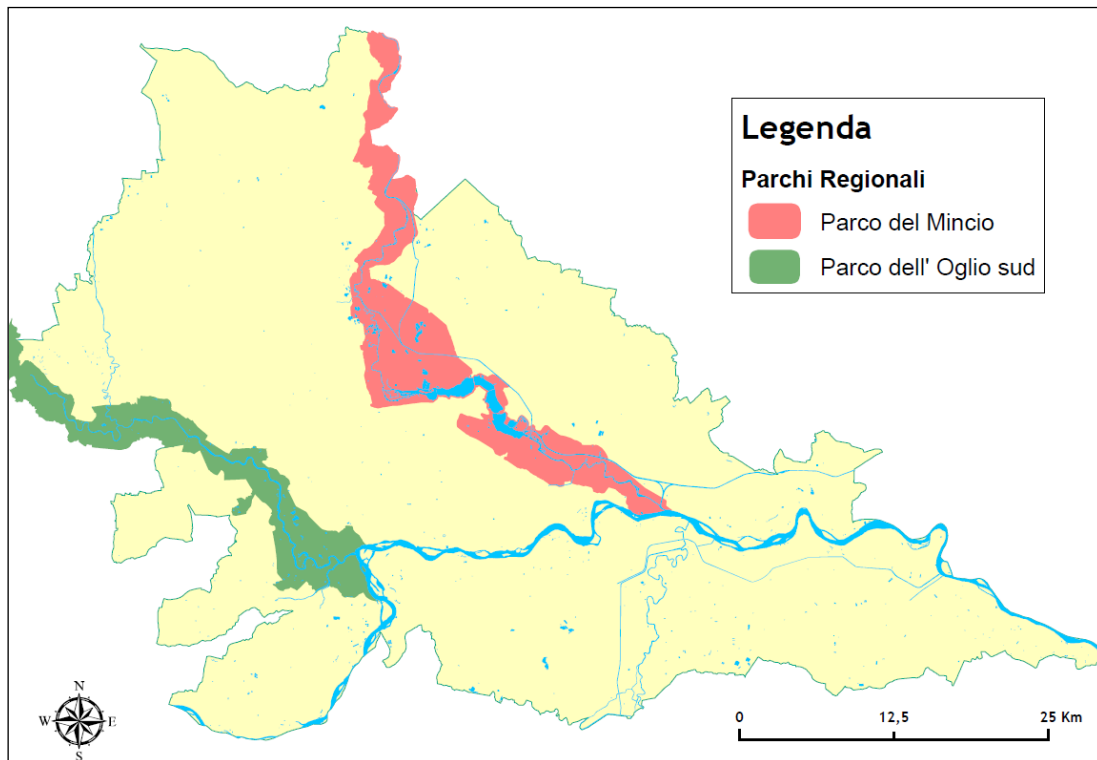 Legenda
Parchi Regionali
Parco del Mincio
Parco dell' Oglio sud
N
W E
S
0 12,5 25 Km